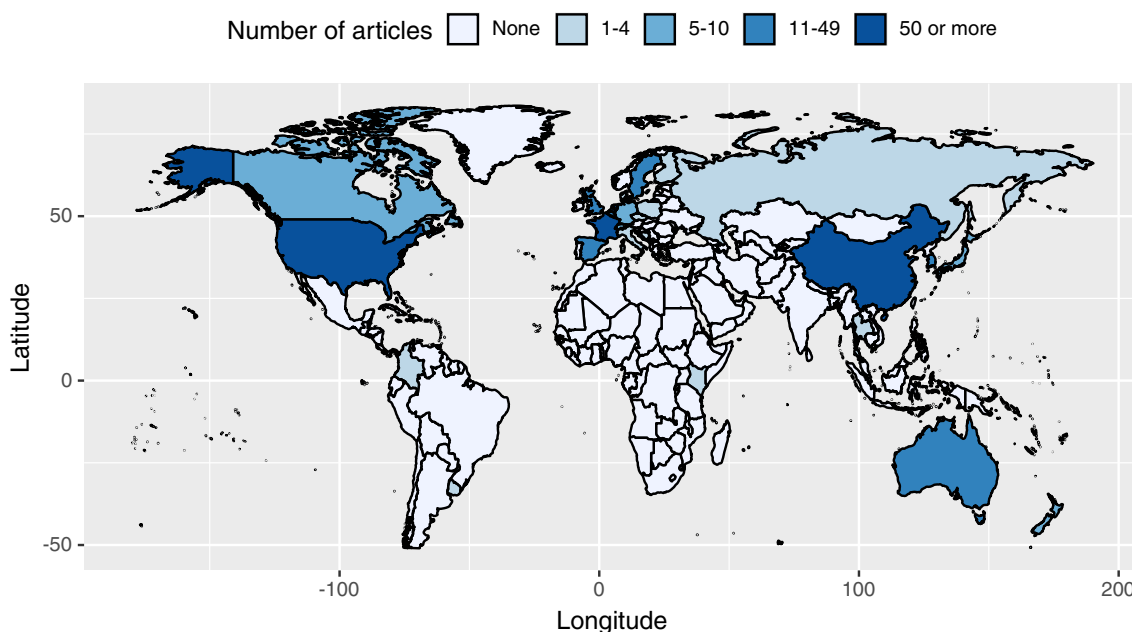 Number of articles None 1-4 5-10 11-49 50 or more
Latitude
50
0
-50
-100 0 100 200
Longitude